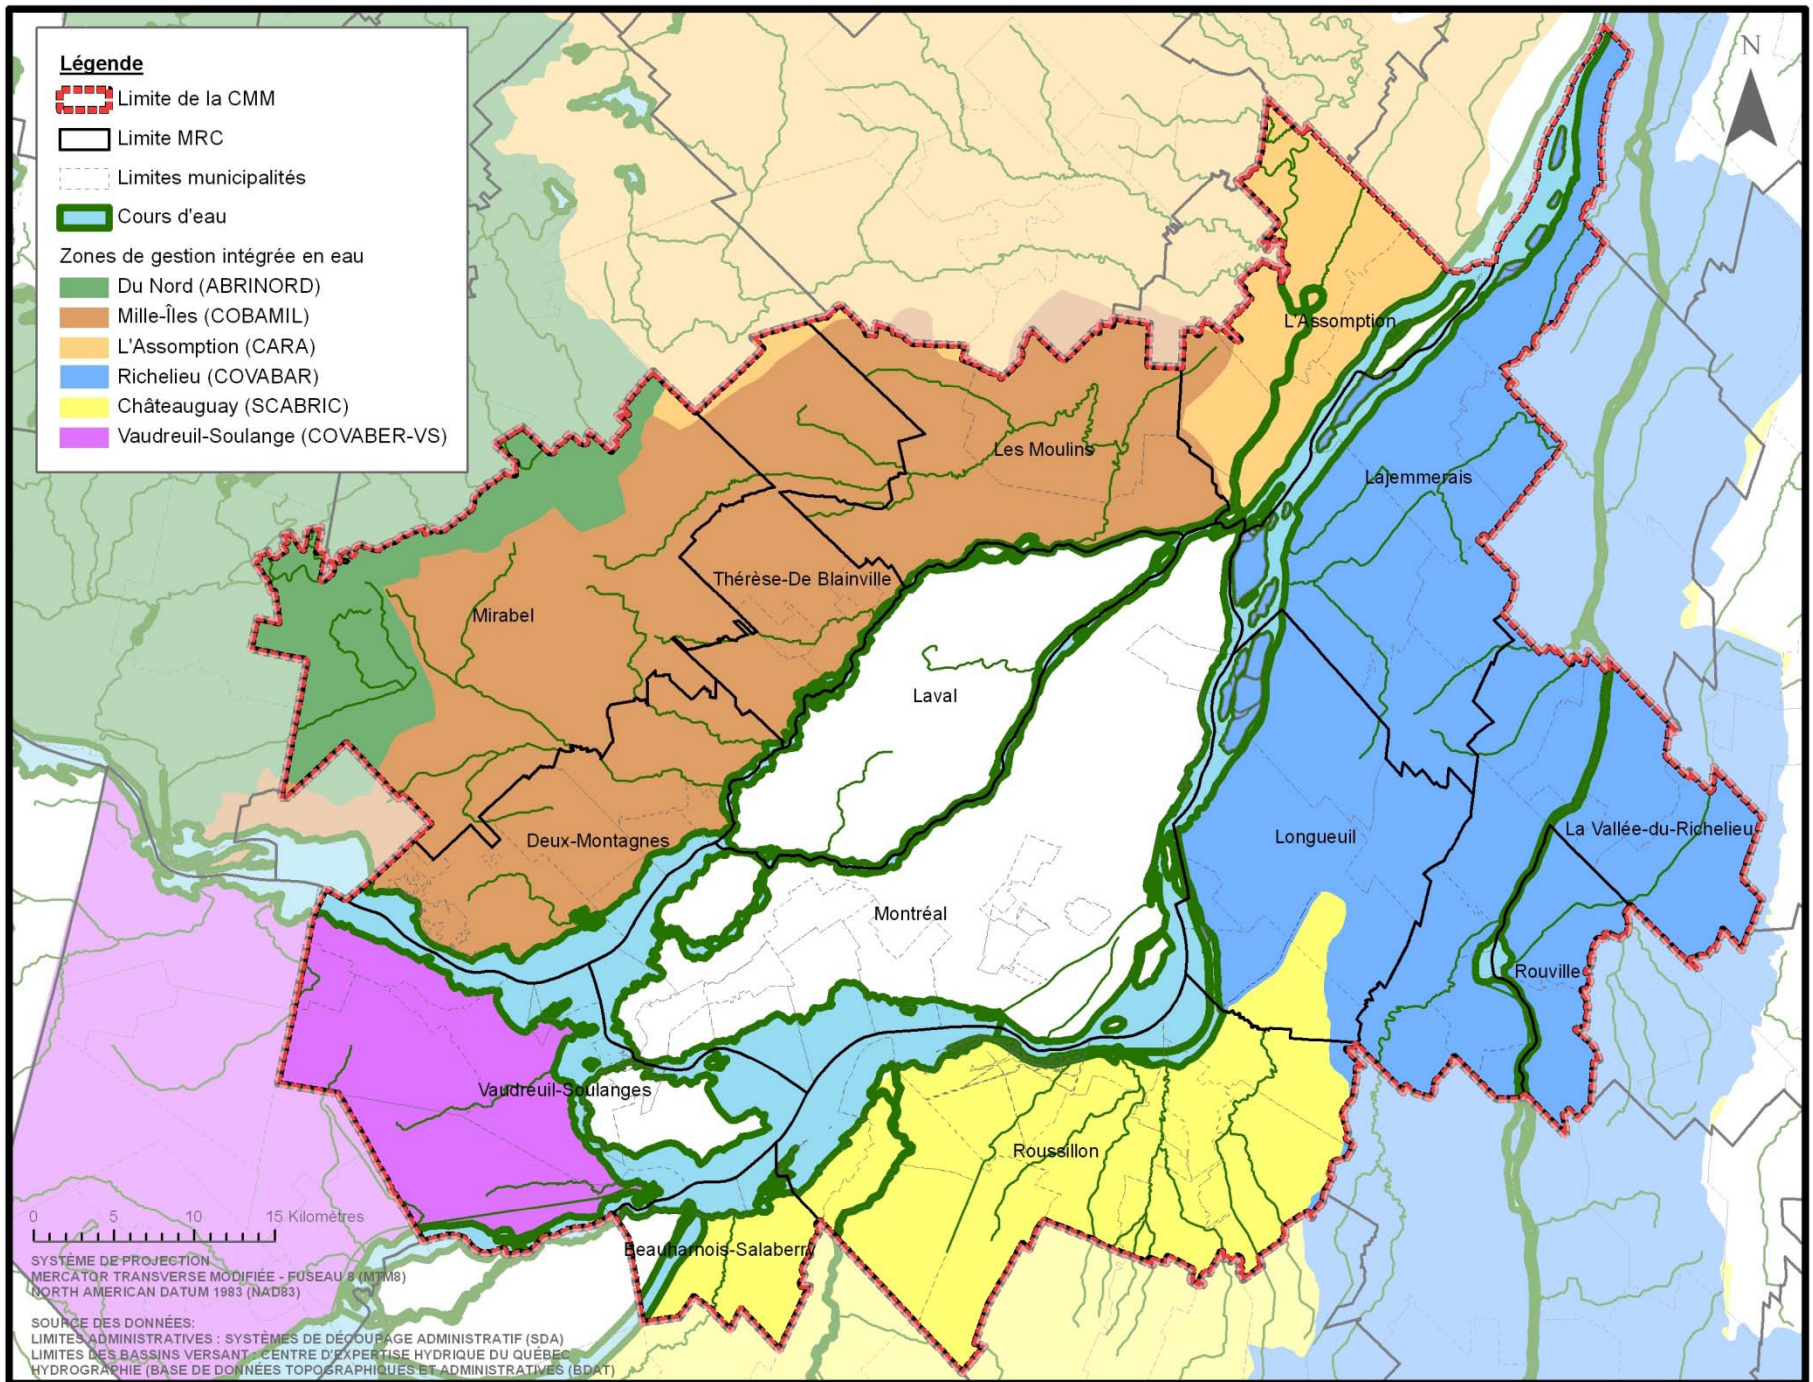 Légende
Limite de la CMM
Limite MRC
Limites municipalités
Cours d'eau
Zones de gestion intégrée en eau
Du Nord (ABRINORD)
Mille-Îles (COBAMIL)
L'Assomption (CARA)
Richelieu (COVABAR)
Châteauguay (SCABRIC)
Vaudreuil-Soulange (COVABER-VS)
N
L'Assomption
Les Moulins
Lajemmerais
Thérèse-De Blainville
Mirabel
Laval
Deux-Montagnes
Longueuil
La Vallée-du-Richelieu
Montréal
Rouville
Vaudreuil-Soulanges
Roussillon
Beauharnois-Salaberry
0 5 10 15 Kilomètres
SYSTÈME DE PROJECTION
MERCATOR TRANSVERSE MODIFIÉE - FUSEAU 8 (MTM8)
NORTH AMERICAN DATUM 1983 (NAD83)
SOURCE DES DONNÉES:
LIMITES ADMINISTRATIVES : SYSTÈMES DE DÉCOUPAGE ADMINISTRATIF (SDA)
LIMITES DES BASSINS VERSANT : CENTRE D'EXPERTISE HYDRIQUE DU QUÉBEC
HYDROGRAPHIE (BASE DE DONNÉES TOPOGRAPHIQUES ET ADMINISTRATIVES (BDAT)